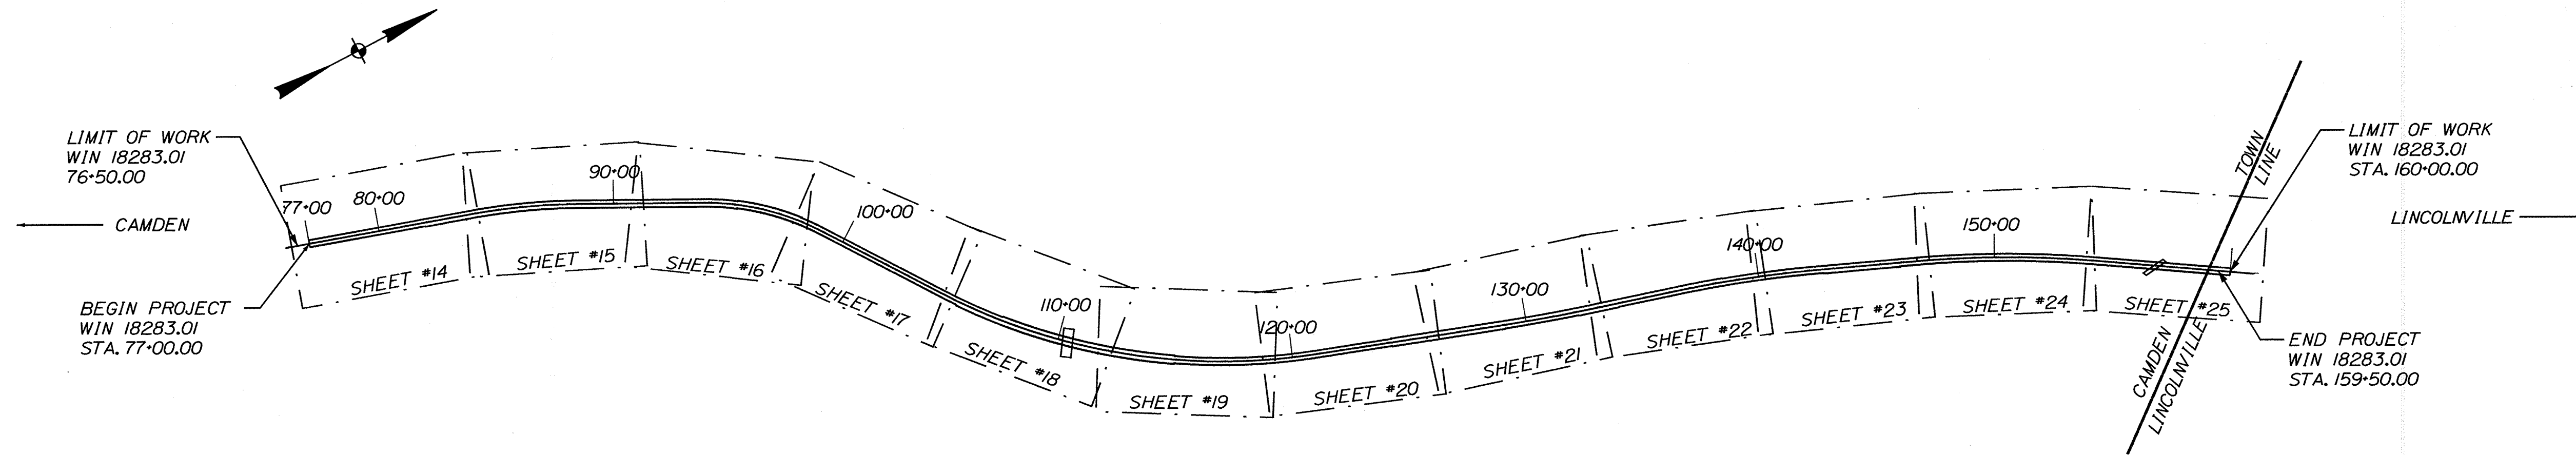 LIMIT OF WORK
WIN 18283.01
76+50.00
CAMDEN
BEGIN PROJECT
WIN 18283.01
STA. 77+00.00
77+00
80+00
90+00
100+00
110+00
120+00
130+00
140+00
150+00
SHEET #14
SHEET #15
SHEET #16
SHEET #17
SHEET #18
SHEET #19
SHEET #20
SHEET #21
SHEET #22
SHEET #23
SHEET #24
SHEET #25
TOWN
LINE
CAMDEN
LINCOLNVILLE
LIMIT OF WORK
WIN 18283.01
STA. 160+00.00
LINCOLNVILLE
END PROJECT
WIN 18283.01
STA. 159+50.00